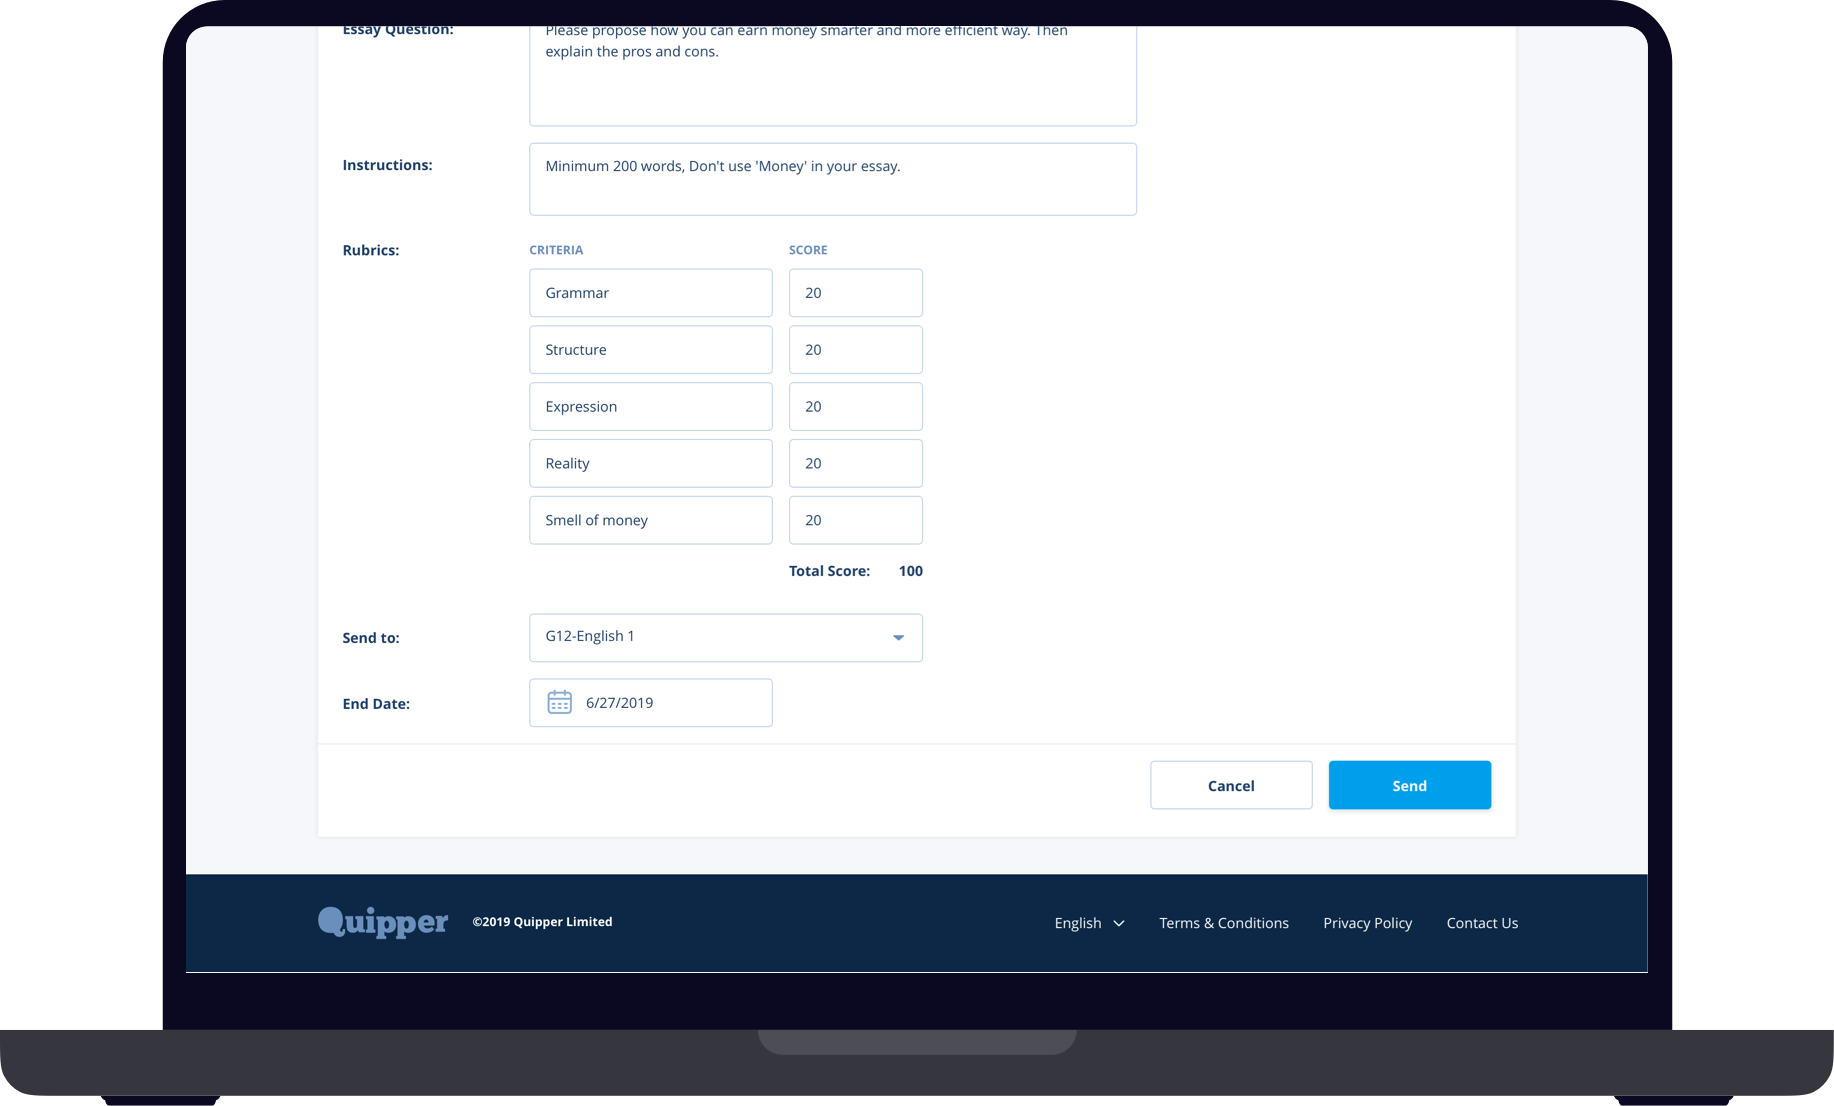 Essay Question:
Please propose how you can earn money smarter and more efficient way. Then
explain the pros and cons.
Instructions:
Minimum 200 words, Don't use 'Money' in your essay.
Rubrics:
CRITERIA SCORE
Grammar 20
Structure 20
Expression 20
Reality 20
Smell of money 20
Total Score: 100
Send to:
G12-English 1
End Date:
6/27/2019
Cancel Send
Quipper ©2019 Quipper Limited English Terms & Conditions Privacy Policy Contact Us